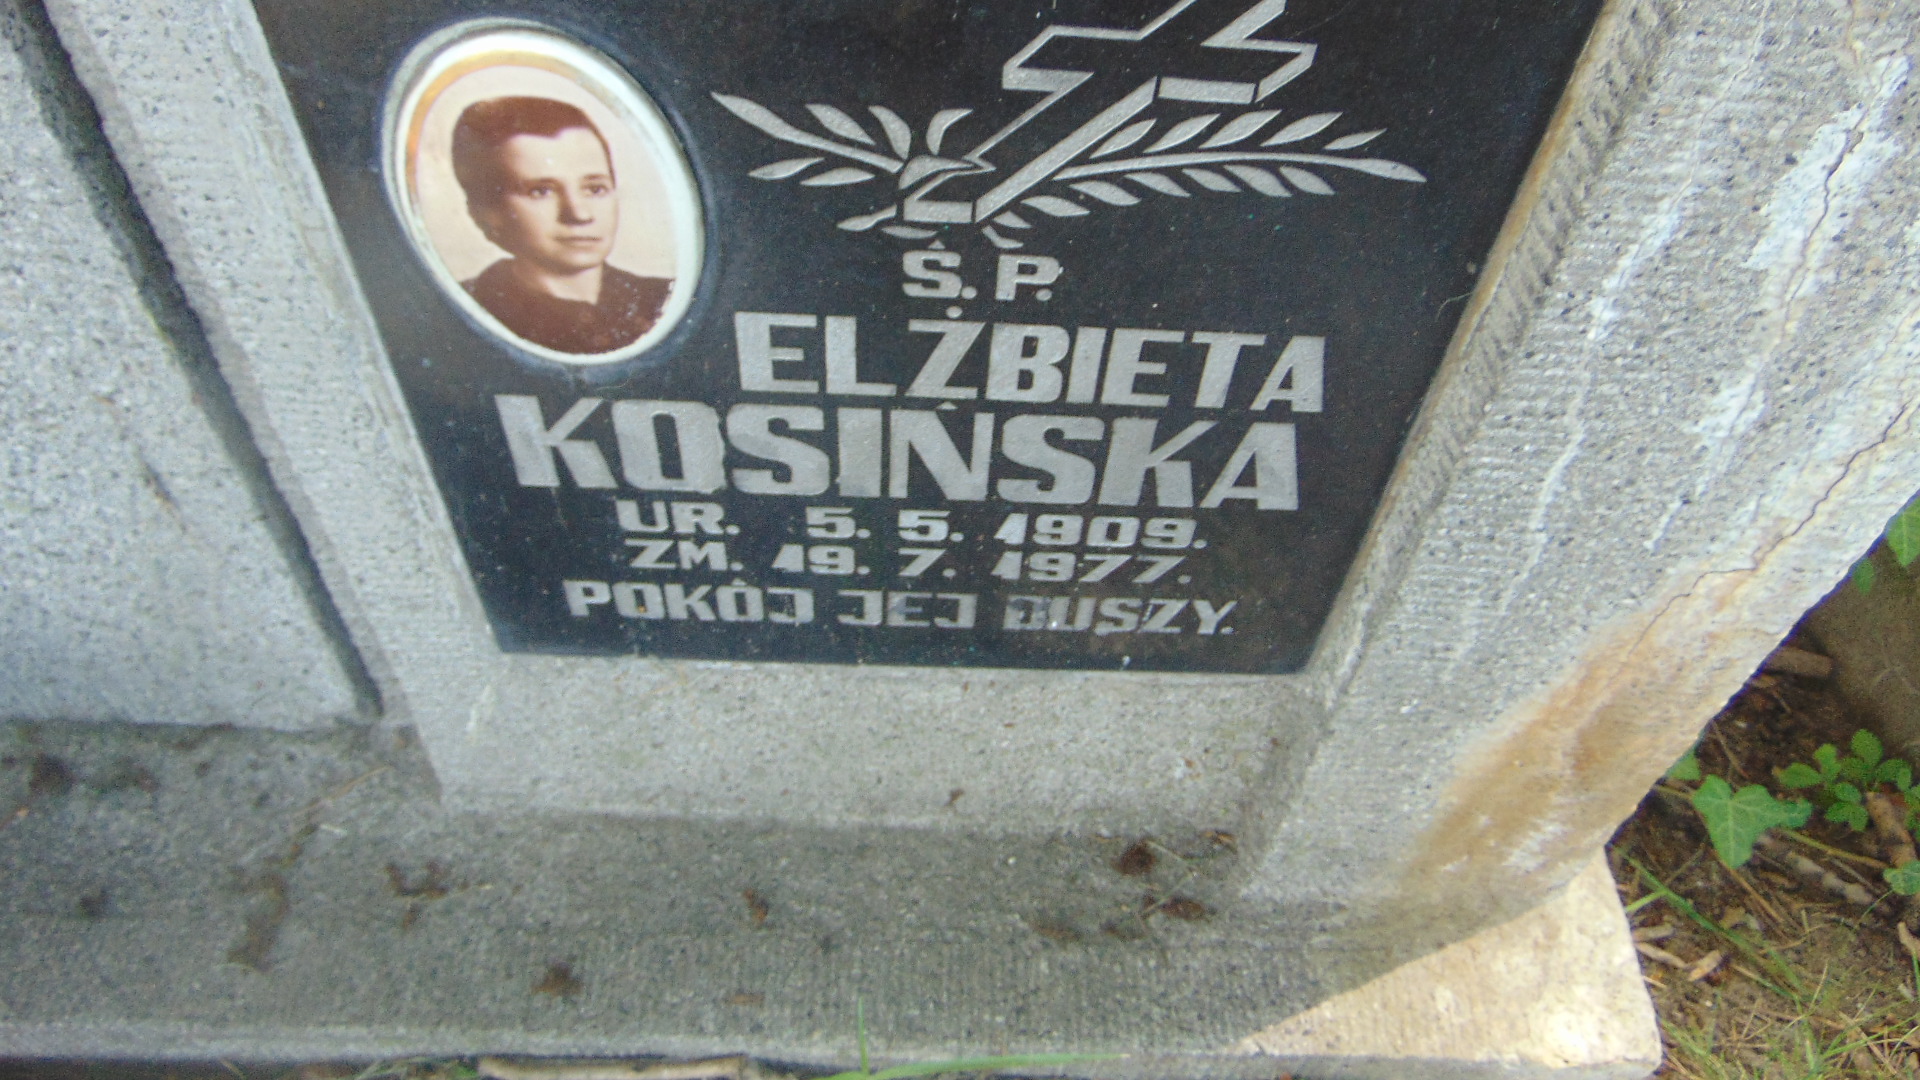 Ś. P.
ELŻBIETA
KOSIŃSKA
UR. 5. 5. 1909.
ZM. 19. 7. 1977.
POKÓJ JEJ DUSZY.